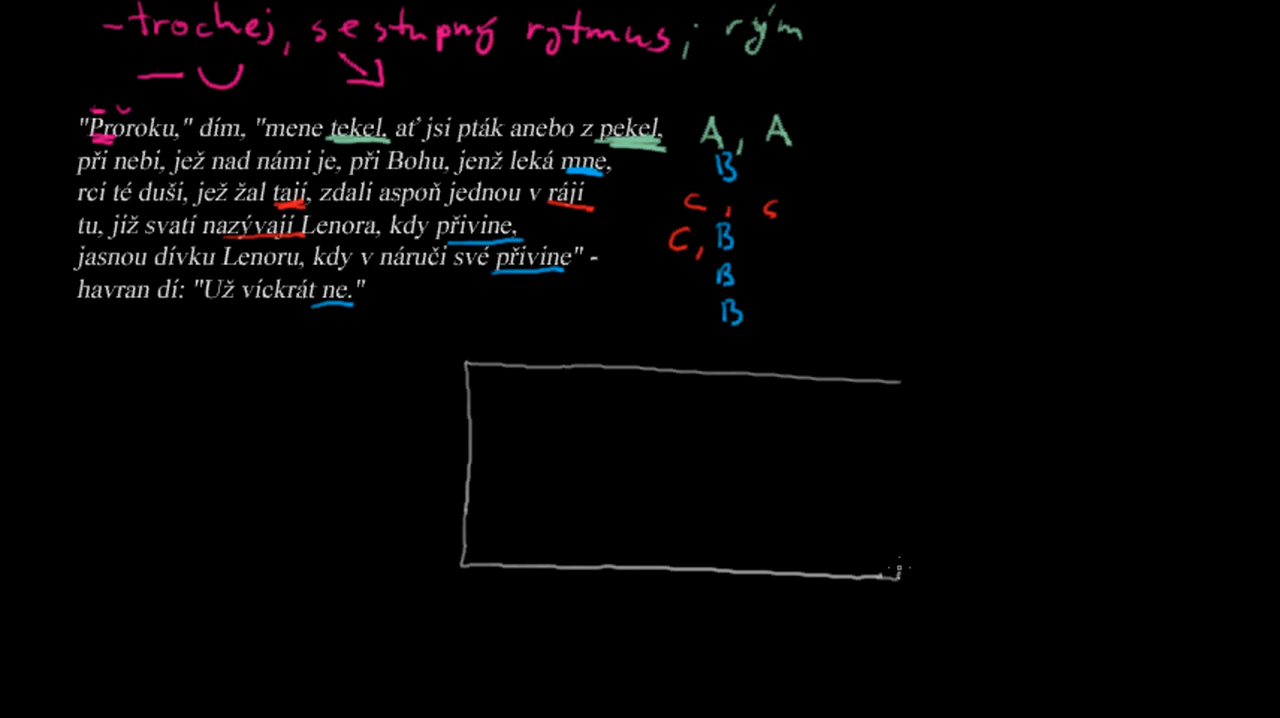 -trochej, sestupný rytmus; rým
"Proroku," dím, "mene tekel, ať jsi pták anebo z pekel, A, A
při nebi, jež nad námi je, při Bohu, jenž leká mne, B
rci té duši, jež žal tají, zdali aspoň jednou v ráji C, C
tu, již svatí nazývají Lenora, kdy přivine, C, B
jasnou dívku Lenoru, kdy v náručí své přivine" - B
havran dí: "Už víckrát ne." B